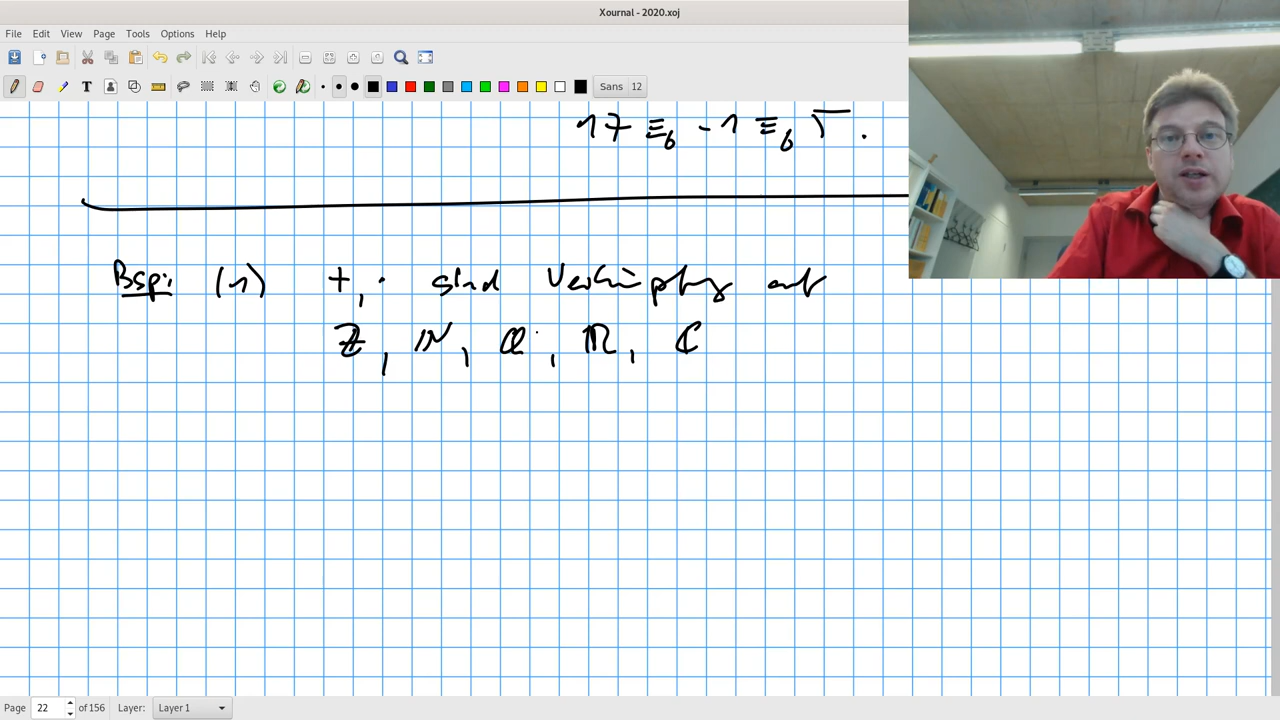 Xournal - 2020.xoj
File Edit View Page Tools Options Help
Sans 12
17 ≡₆ -1 ≡₆
Bsp: (1) +, · sind Verknüpfung auf
ℤ, ℕ, ℚ, ℝ, ℂ
Page 22 of 156 Layer: Layer 1